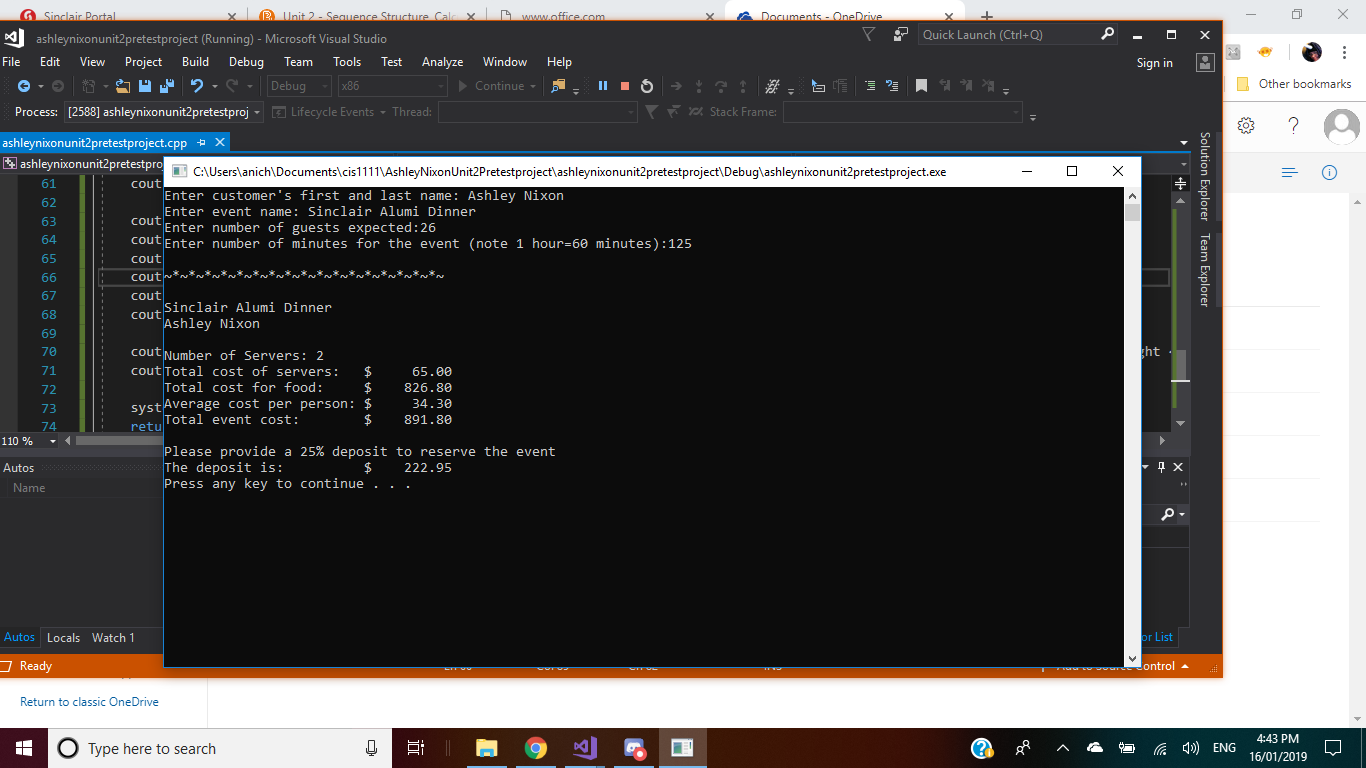 Sinclair Portal
Unit 2 - Sequence Structure, Calc
www.office.com
Documents - OneDrive
ashleynixonunit2pretestproject (Running) - Microsoft Visual Studio
Quick Launch (Ctrl+Q)
File Edit View Project Build Debug Team Tools Test Analyze Window Help
Sign in
Debug x86 Continue
Other bookmarks
Process: [2588] ashleynixonunit2pretestproj Lifecycle Events Thread: Stack Frame:
ashleynixonunit2pretestproject.cpp
ashleynixonunit2pretestpro
Solution Explorer
Team Explorer
C:\Users\anich\Documents\cis1111\AshleyNixonUnit2Pretestproject\ashleynixonunit2pretestproject\Debug\ashleynixonunit2pretestproject.exe
61 cout
62
63 cout
64 cout
65 cout
66 cout
67 cout
68 cout
69
70 cout
71 cout
72
73 syst
74 retu
Enter customer's first and last name: Ashley Nixon
Enter event name: Sinclair Alumi Dinner
Enter number of guests expected:26
Enter number of minutes for the event (note 1 hour=60 minutes):125
~*~*~*~*~*~*~*~*~*~*~*~*~*~*~*~*~*~
Sinclair Alumi Dinner
Ashley Nixon
Number of Servers: 2
Total cost of servers: $ 65.00
Total cost for food: $ 826.80
Average cost per person: $ 34.30
Total event cost: $ 891.80
Please provide a 25% deposit to reserve the event
The deposit is: $ 222.95
Press any key to continue . . .
110 %
Autos
Name
Autos Locals Watch 1
or List
Ready
Add to Source Control
Return to classic OneDrive
Type here to search
ENG
4:43 PM
16/01/2019